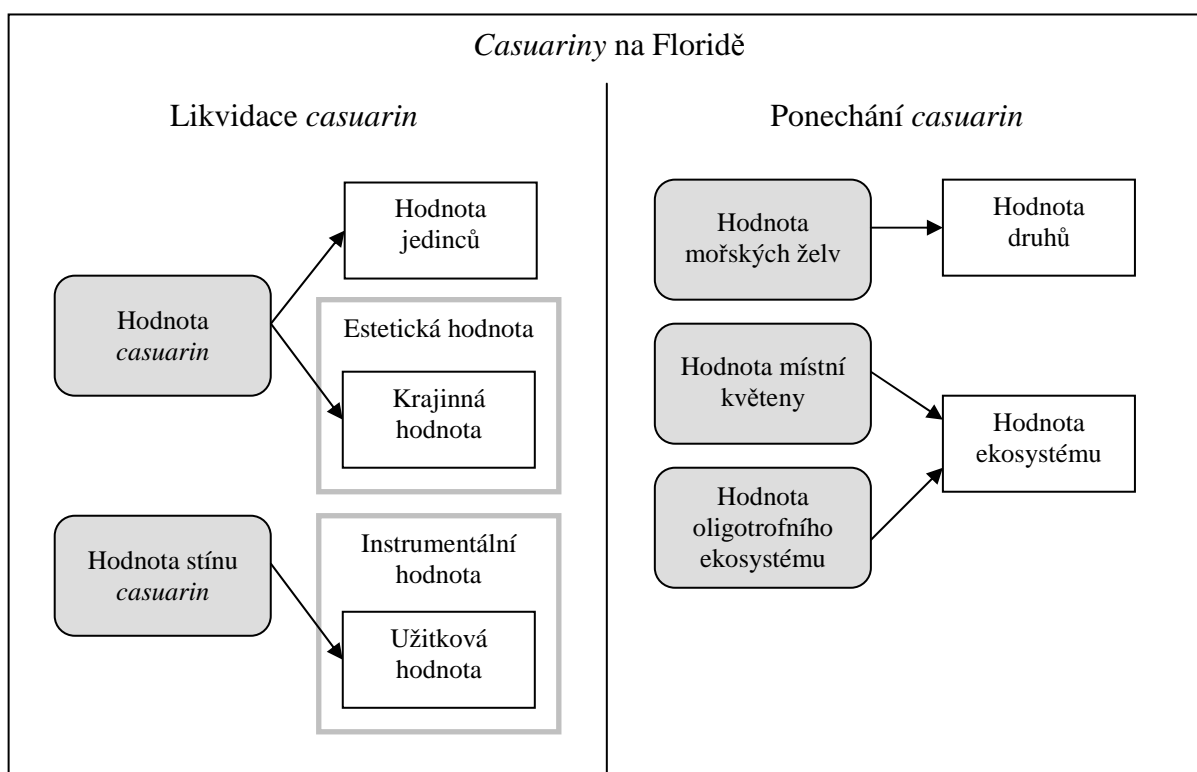 Casuariny na Floridě
Likvidace casuarin
Hodnota
jedinců
Hodnota
casuarin
Estetická hodnota
Krajinná
hodnota
Hodnota stínu
casuarin
Instrumentální
hodnota
Užitková
hodnota
Ponechání casuarin
Hodnota
mořských želv
Hodnota
druhů
Hodnota místní
květeny
Hodnota
ekosystému
Hodnota
oligotrofního
ekosystému